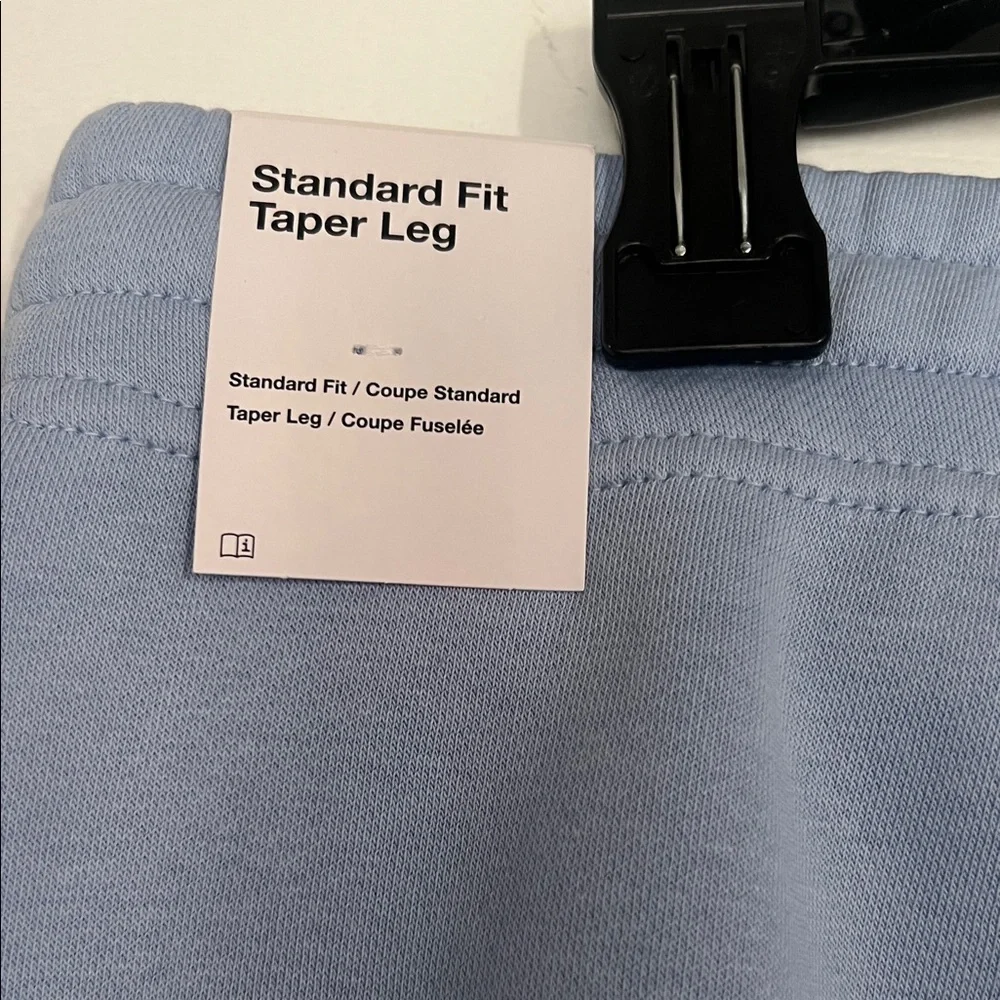 Standard Fit
Taper Leg
Standard Fit / Coupe Standard
Taper Leg / Coupe Fuselée
i